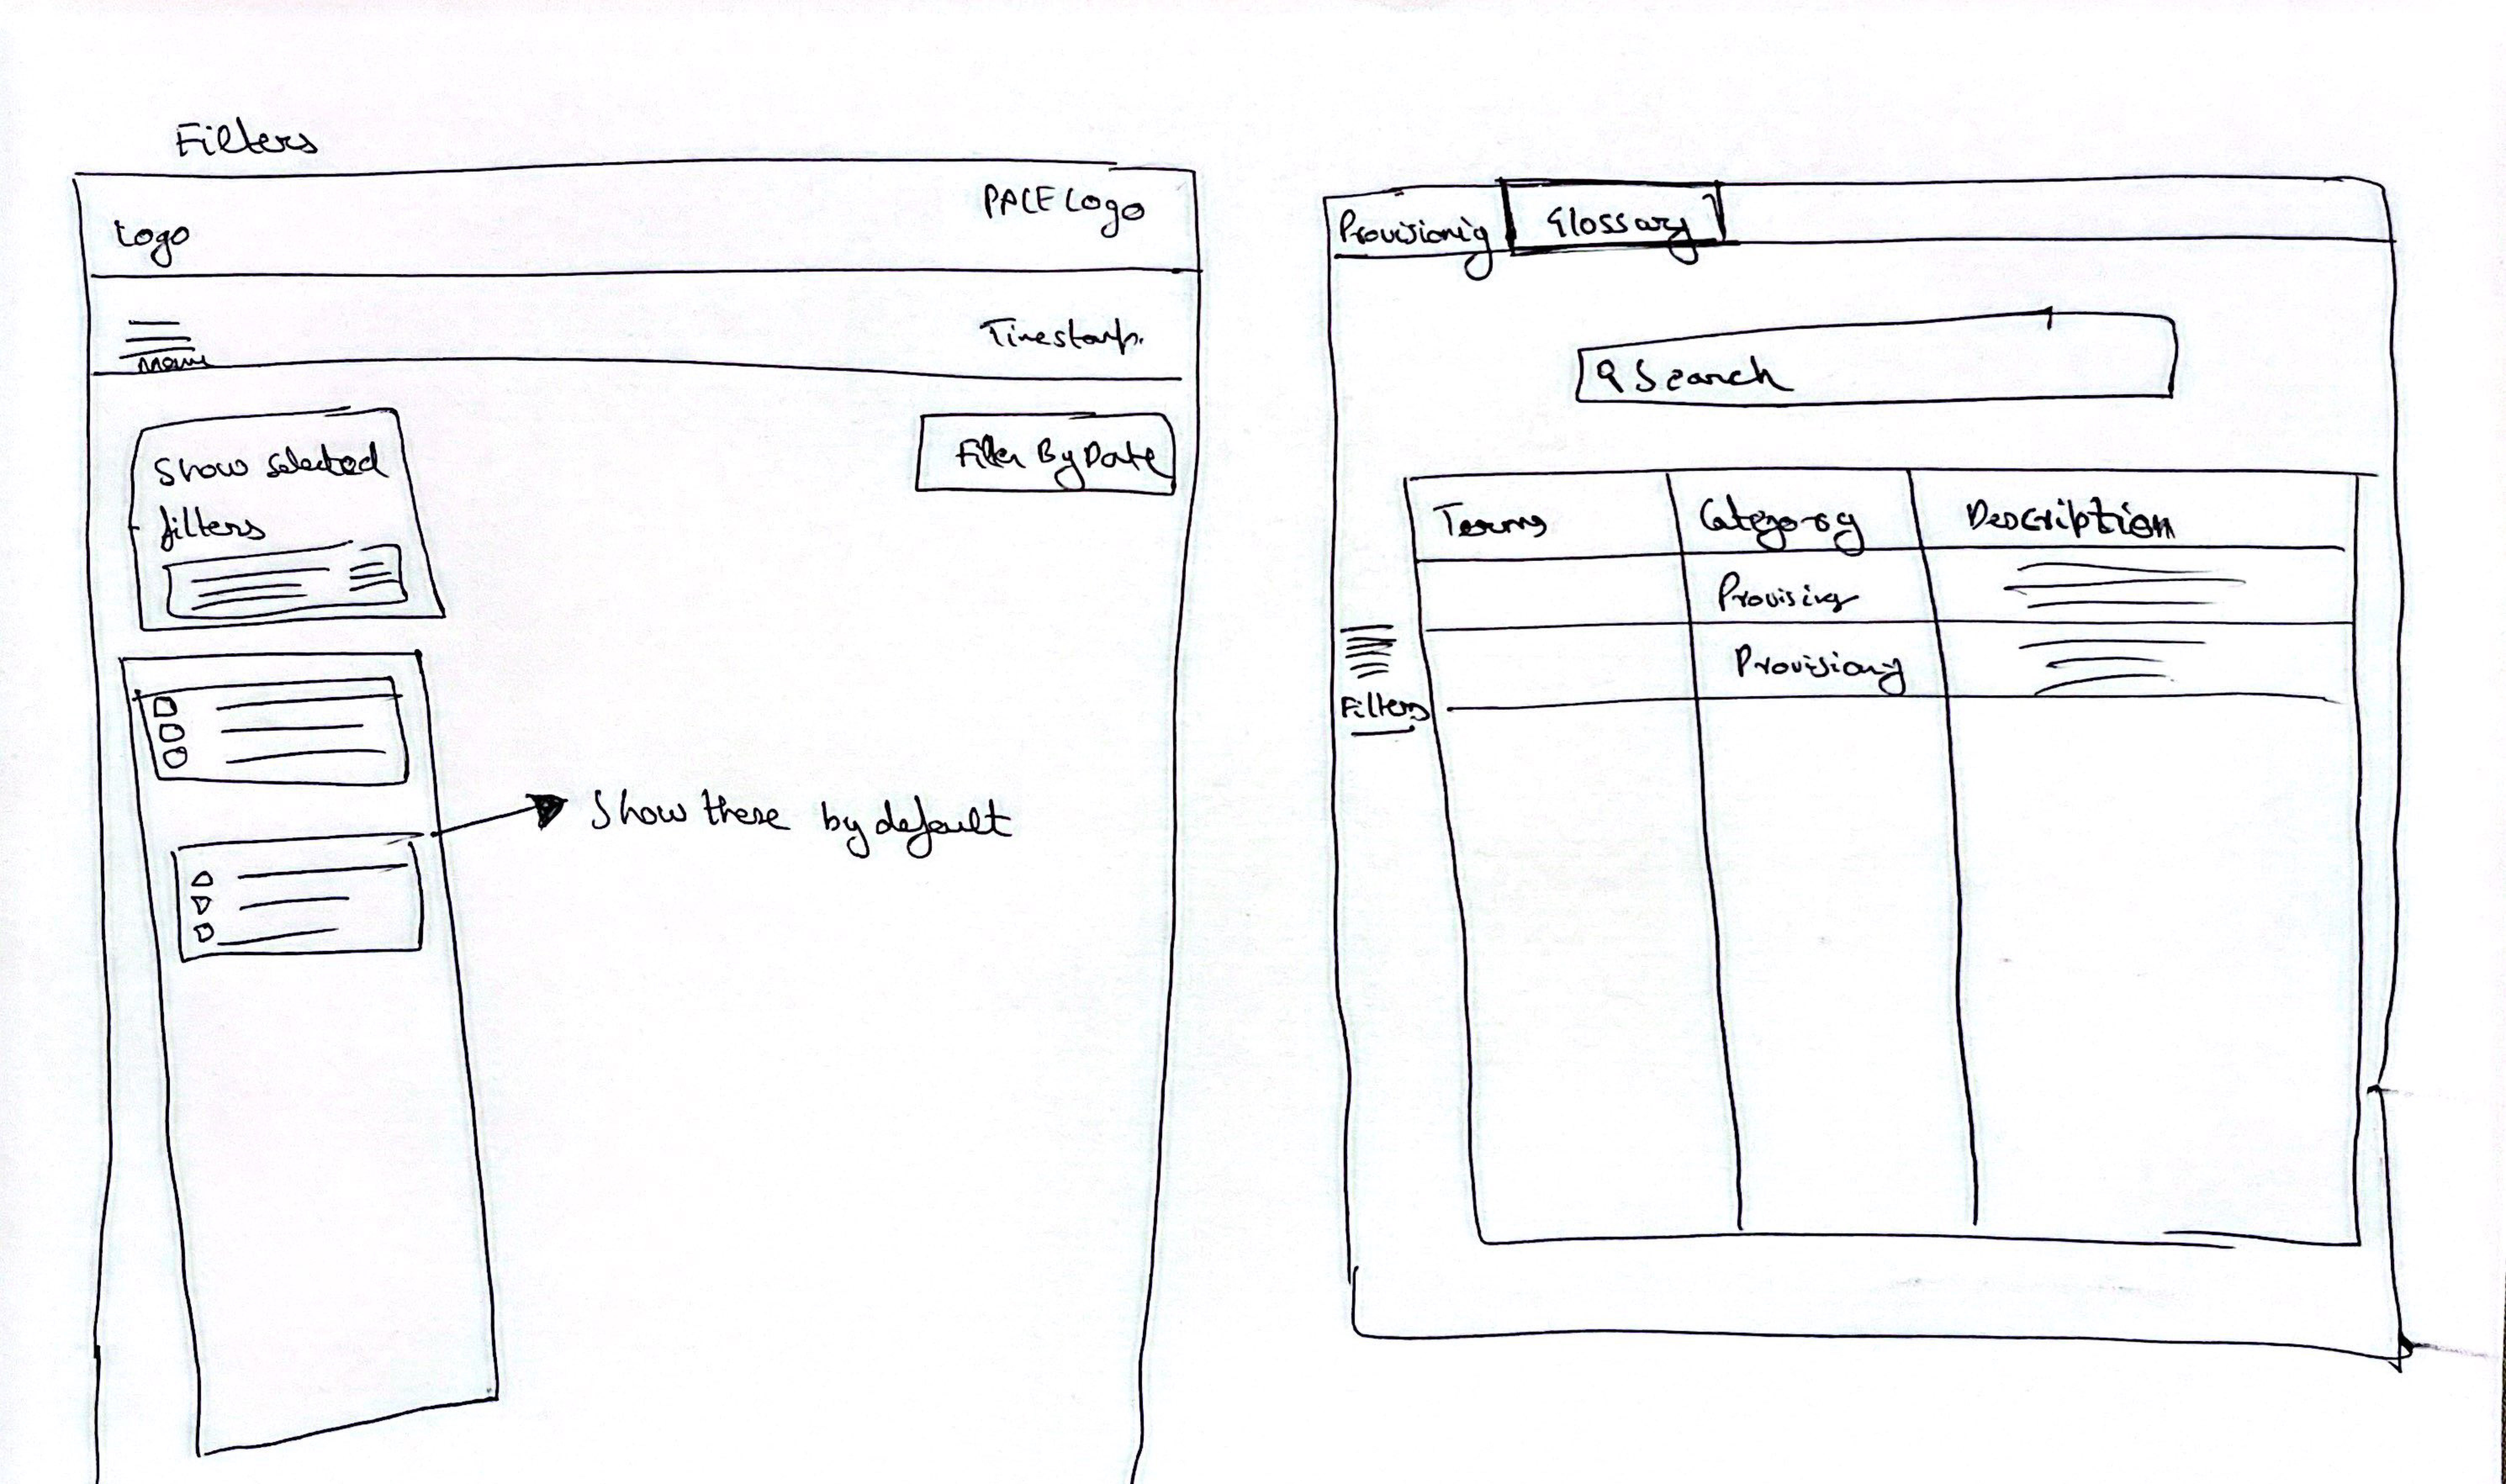 Filters
Logo
PACE Logo
Menu
Timestamp.
Show selected
filters
Filter By Date
Show these by default
Provisionig
Glossary
Search
Terms
Category
Description
Provising
Provisiong
Filters